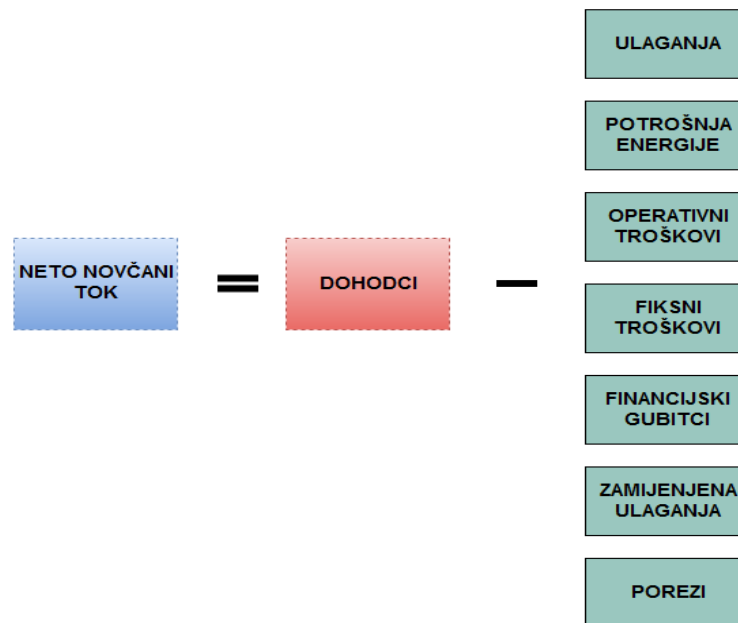 ULAGANJA
POTROŠNJA
ENERGIJE
OPERATIVNI
TROŠKOVI
NETO NOVČANI
TOK
=
DOHODCI
–
FIKSNI
TROŠKOVI
FINANCIJSKI
GUBITCI
ZAMIJENJENA
ULAGANJA
POREZI